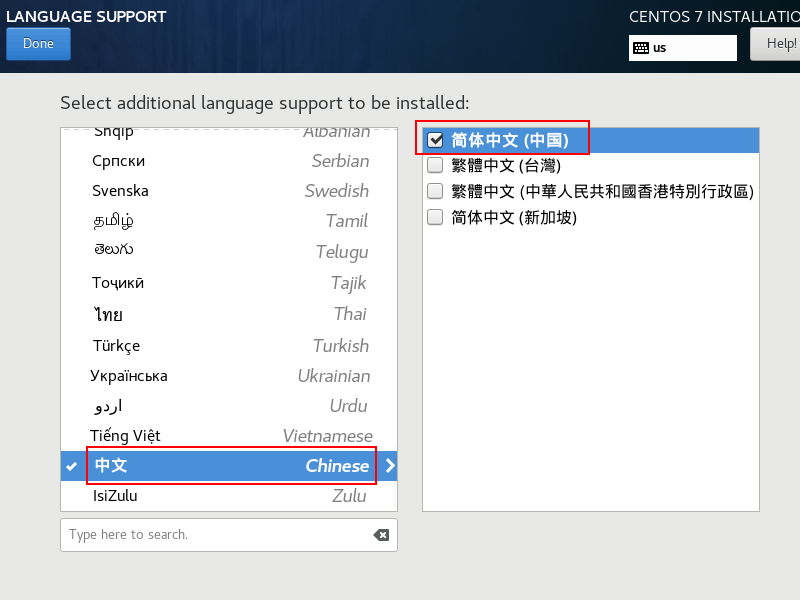 LANGUAGE SUPPORT
CENTOS 7 INSTALLATIO
Done
us
Help!
Select additional language support to be installed:
Shqip Albanian
Српски Serbian
Svenska Swedish
தமிழ் Tamil
తెలుగు Telugu
Тоҷикӣ Tajik
ไทย Thai
Türkçe Turkish
Українська Ukrainian
اردو Urdu
Tiếng Việt Vietnamese
中文 Chinese
IsiZulu Zulu
Type here to search.
简体中文 (中国)
繁體中文 (台灣)
繁體中文 (中華人民共和國香港特別行政區)
简体中文 (新加坡)